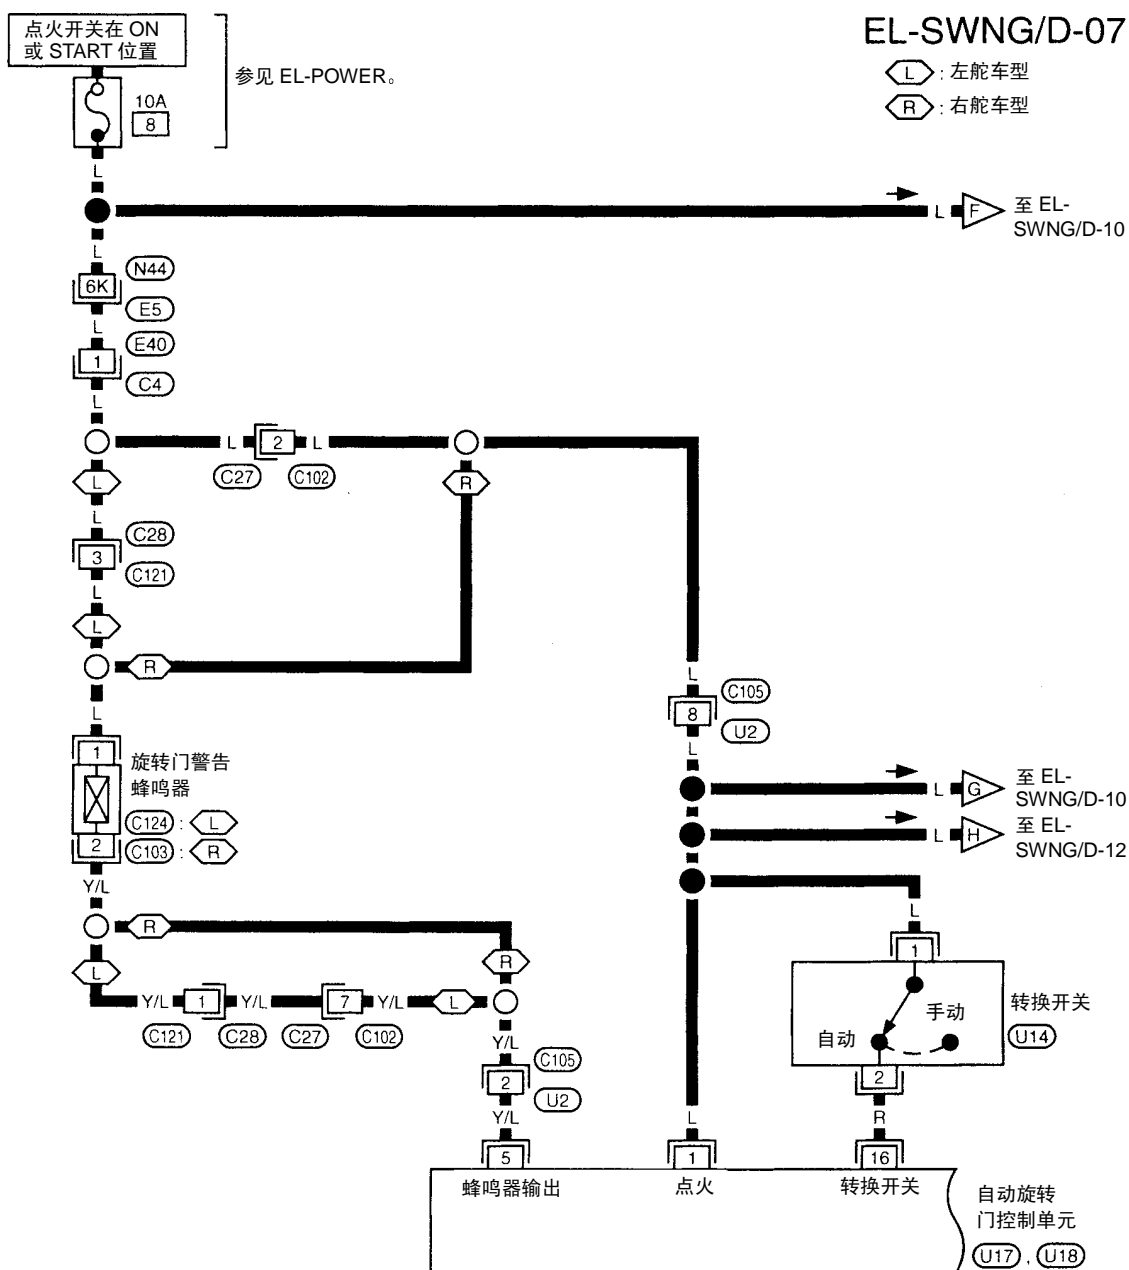 点火开关在 ON
或 START 位置
参见 EL-POWER。
10A
8
EL-SWNG/D-07
L : 左舵车型
R : 右舵车型
L
L F 至 EL-
SWNG/D-10
L
6K N44
E5
L
E40
1
C4
L
L 2 L
C27 C102
L
R
L
C28
3
C121
L
L
R
L
L
C105
8
U2
L
1
旋转门警告
蜂鸣器
C124 : L
2
C103 : R
L G 至 EL-
SWNG/D-10
L H 至 EL-
SWNG/D-12
Y/L
R
L
R
L
1
手动
自动
转换开关
U14
2
R
Y/L 1 Y/L 7 Y/L L
C121 C28 C27 C102
Y/L
C105
2
U2
Y/L
L
5 1 16
蜂鸣器输出 点火 转换开关
自动旋转
门控制单元
U17 , U18